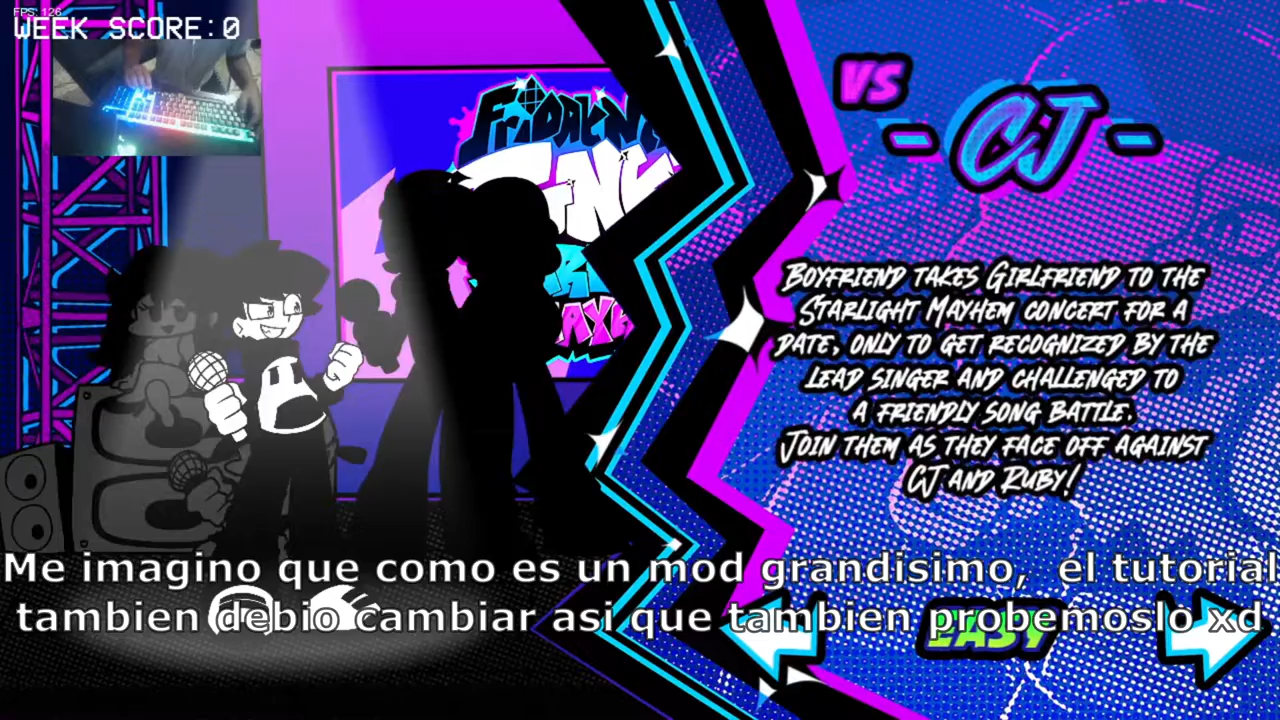 FPS: 126
WEEK SCORE:0
VS
- CJ -
BOYFRIEND TAKES GIRLFRIEND TO THE
STARLIGHT MAYHEM CONCERT FOR A
DATE, ONLY TO GET RECOGNIZED BY THE
LEAD SINGER AND CHALLENGED TO
A FRIENDLY SONG BATTLE.
JOIN THEM AS THEY FACE OFF AGAINST
CJ AND RUBY!
Me imagino que como es un mod grandisimo, el tutorial
tambien debio cambiar asi que tambien probemoslo xd
EASY